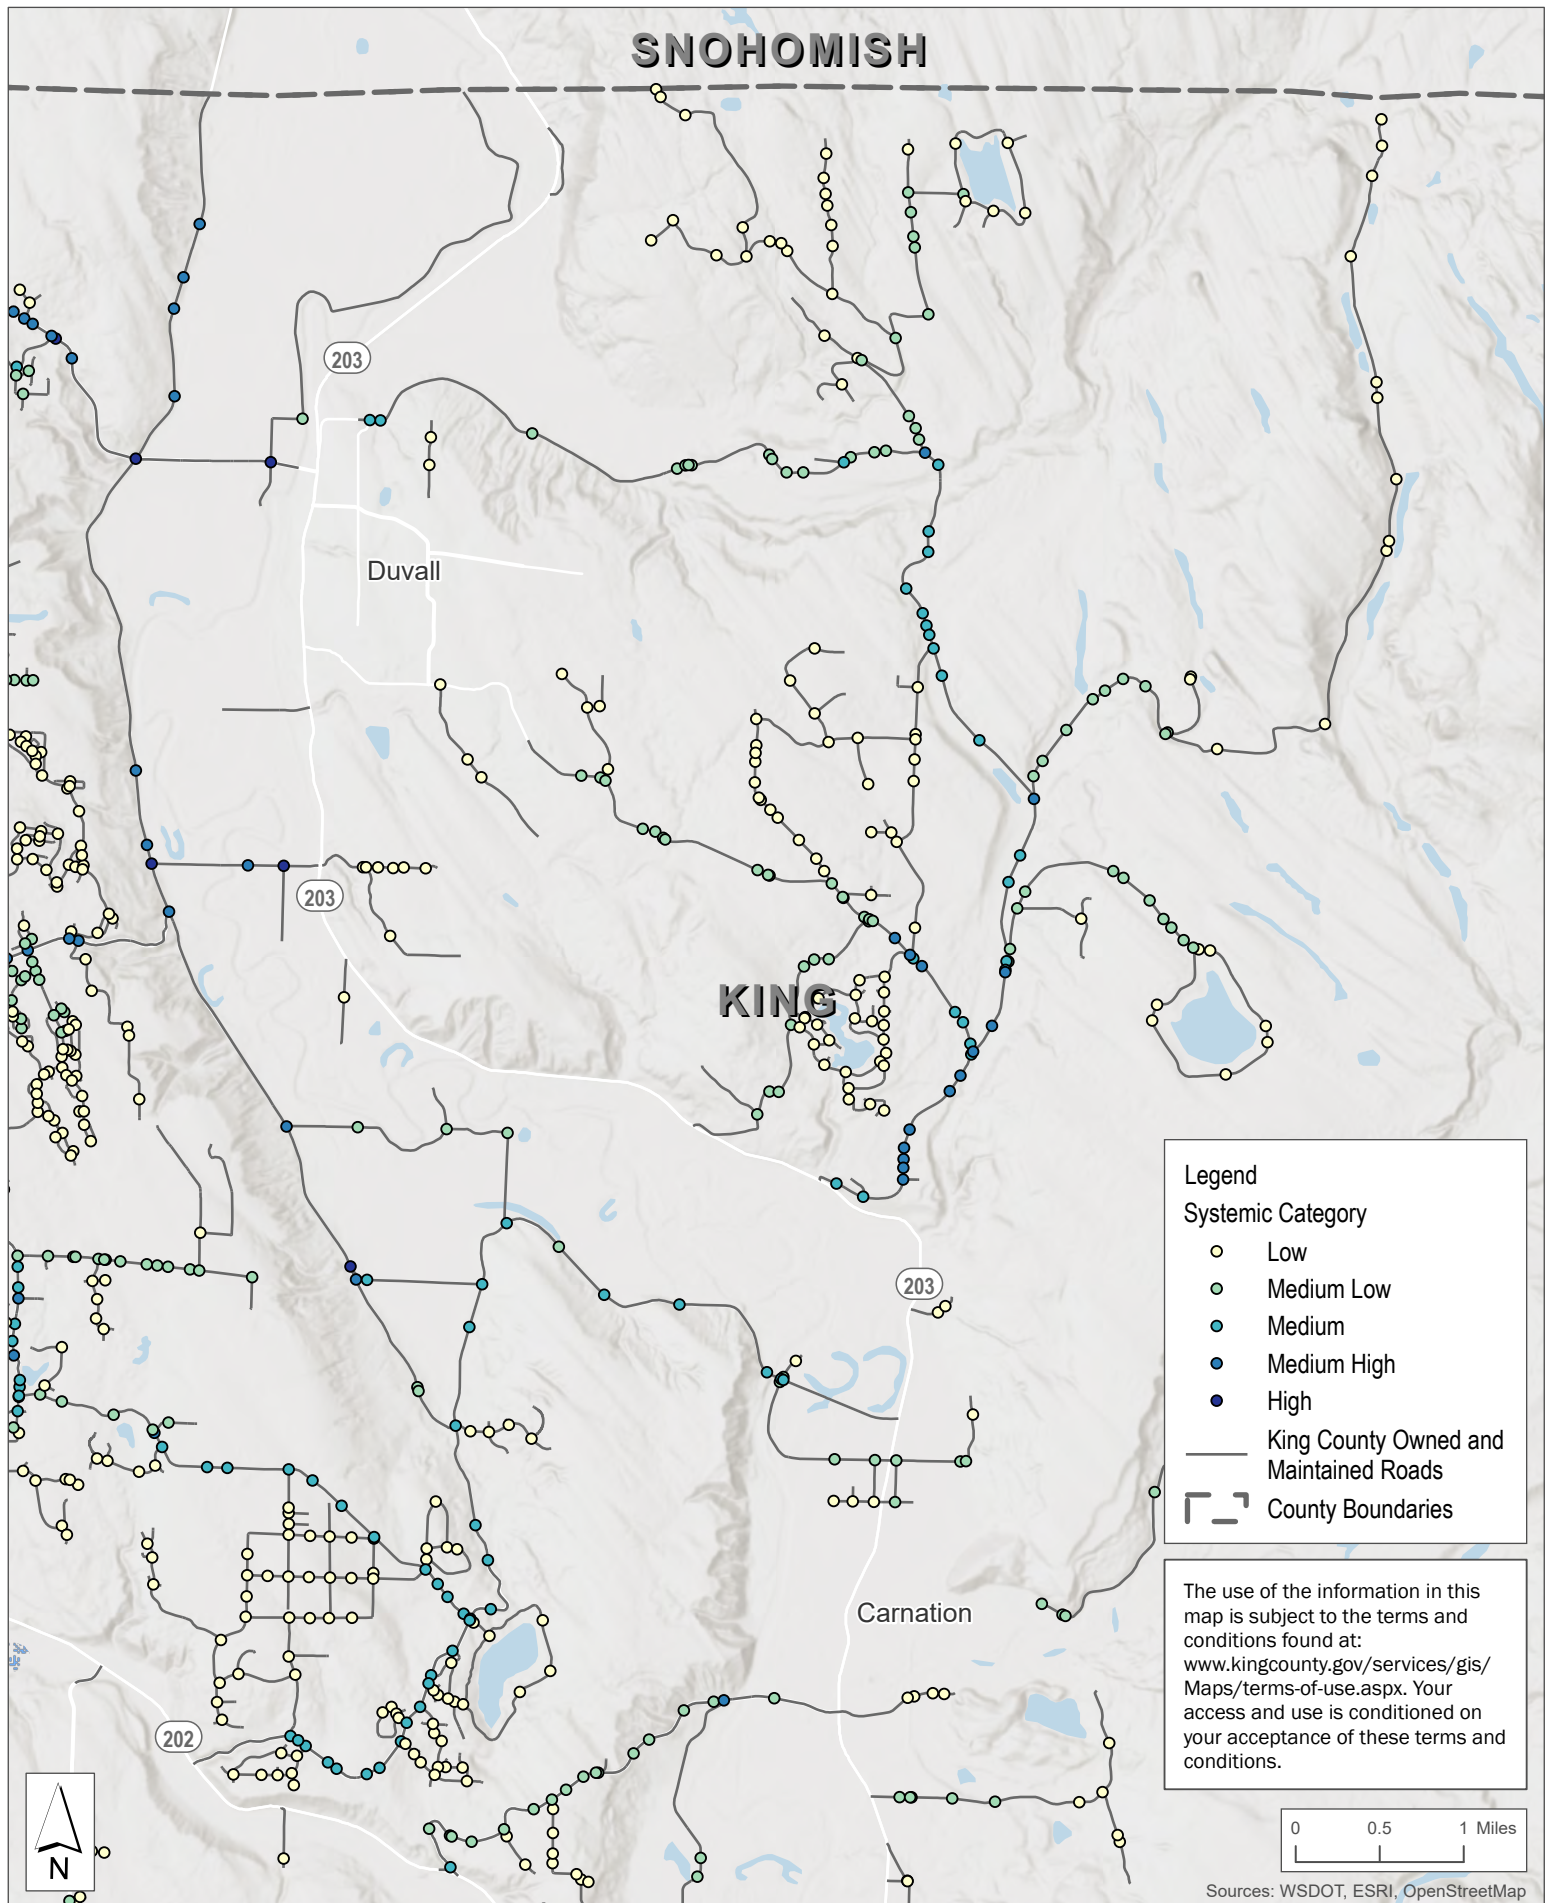 SNOHOMISH
203
Duvall
203
KING
203
Carnation
202
Legend
Systemic Category
Low
Medium Low
Medium
Medium High
High
King County Owned and
Maintained Roads
County Boundaries
The use of the information in this
map is subject to the terms and
conditions found at:
www.kingcounty.gov/services/gis/
Maps/terms-of-use.aspx. Your
access and use is conditioned on
your acceptance of these terms and
conditions.
N
0 0.5 1 Miles
Sources: WSDOT, ESRI, OpenStreetMap